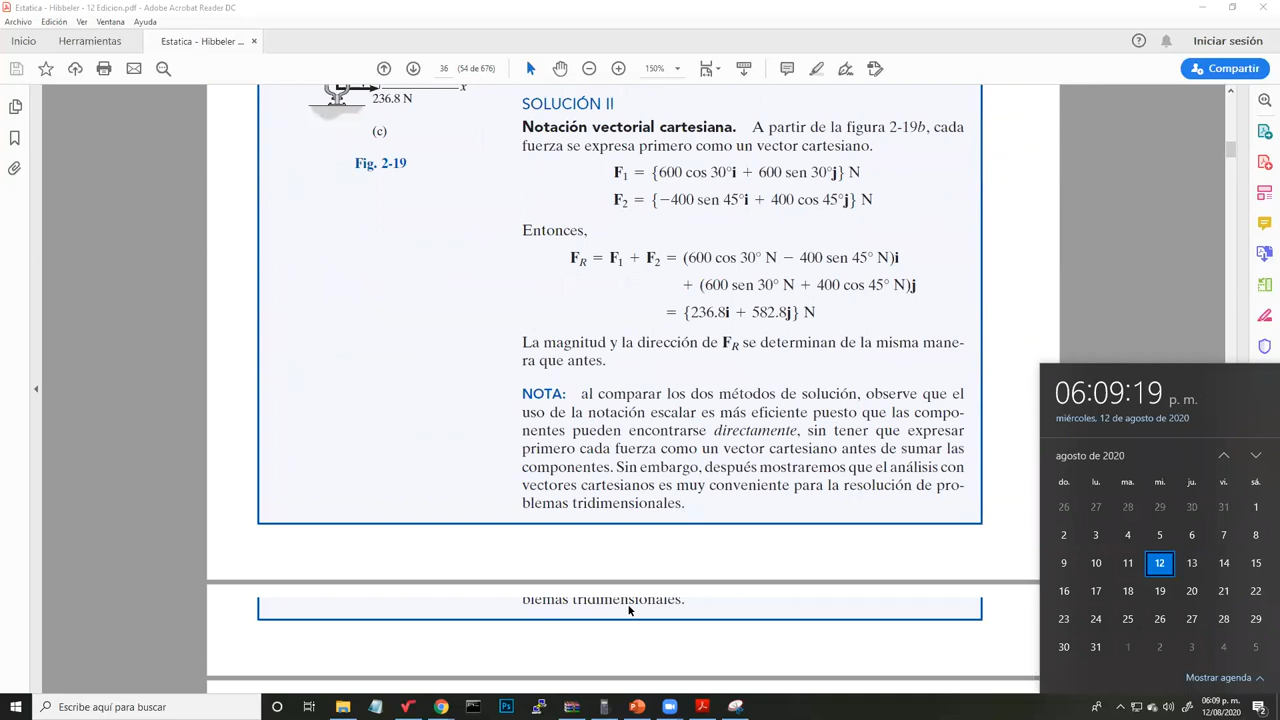 Estatica - Hibbeler - 12 Edicion.pdf - Adobe Acrobat Reader DC
Archivo Edición Ver Ventana Ayuda
Inicio Herramientas Estatica - Hibbeler ... ×
Iniciar sesión
36 (54 de 676) 150%
Compartir
236.8 N
x
(c)
Fig. 2-19
SOLUCIÓN II
Notación vectorial cartesiana. A partir de la figura 2-19b, cada
fuerza se expresa primero como un vector cartesiano.
F1 = {600 cos 30°i + 600 sen 30°j} N
F2 = {−400 sen 45°i + 400 cos 45°j} N
Entonces,
FR = F1 + F2 = (600 cos 30° N − 400 sen 45° N)i
+ (600 sen 30° N + 400 cos 45° N)j
= {236.8i + 582.8j} N
La magnitud y la dirección de FR se determinan de la misma mane-
ra que antes.
NOTA: al comparar los dos métodos de solución, observe que el
uso de la notación escalar es más eficiente puesto que las compo-
nentes pueden encontrarse directamente, sin tener que expresar
primero cada fuerza como un vector cartesiano antes de sumar las
componentes. Sin embargo, después mostraremos que el análisis con
vectores cartesianos es muy conveniente para la resolución de pro-
blemas tridimensionales.
blemas tridimensionales.
06:09:19 p. m.
miércoles, 12 de agosto de 2020
agosto de 2020
do. lu. ma. mi. ju. vi. sá.
26 27 28 29 30 31 1
2 3 4 5 6 7 8
9 10 11 12 13 14 15
16 17 18 19 20 21 22
23 24 25 26 27 28 29
30 31 1 2 3 4 5
Mostrar agenda
Escribe aquí para buscar
06:09 p. m.
12/08/2020
2